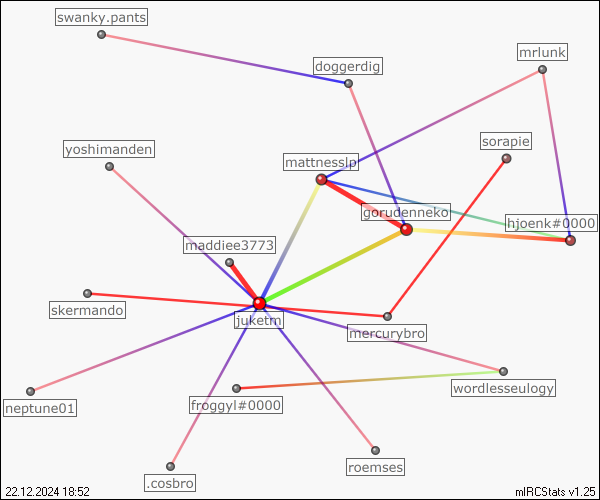 swanky.pants
mrlunk
doggerdig
sorapie
yoshimanden
mattnesslp
gorudenneko
hjoenk#0000
maddiee3773
skermando
juketm
mercurybro
wordlesseulogy
neptune01
froggyl#0000
roemses
.cosbro
22.12.2024 18:52
mIRCStats v1.25